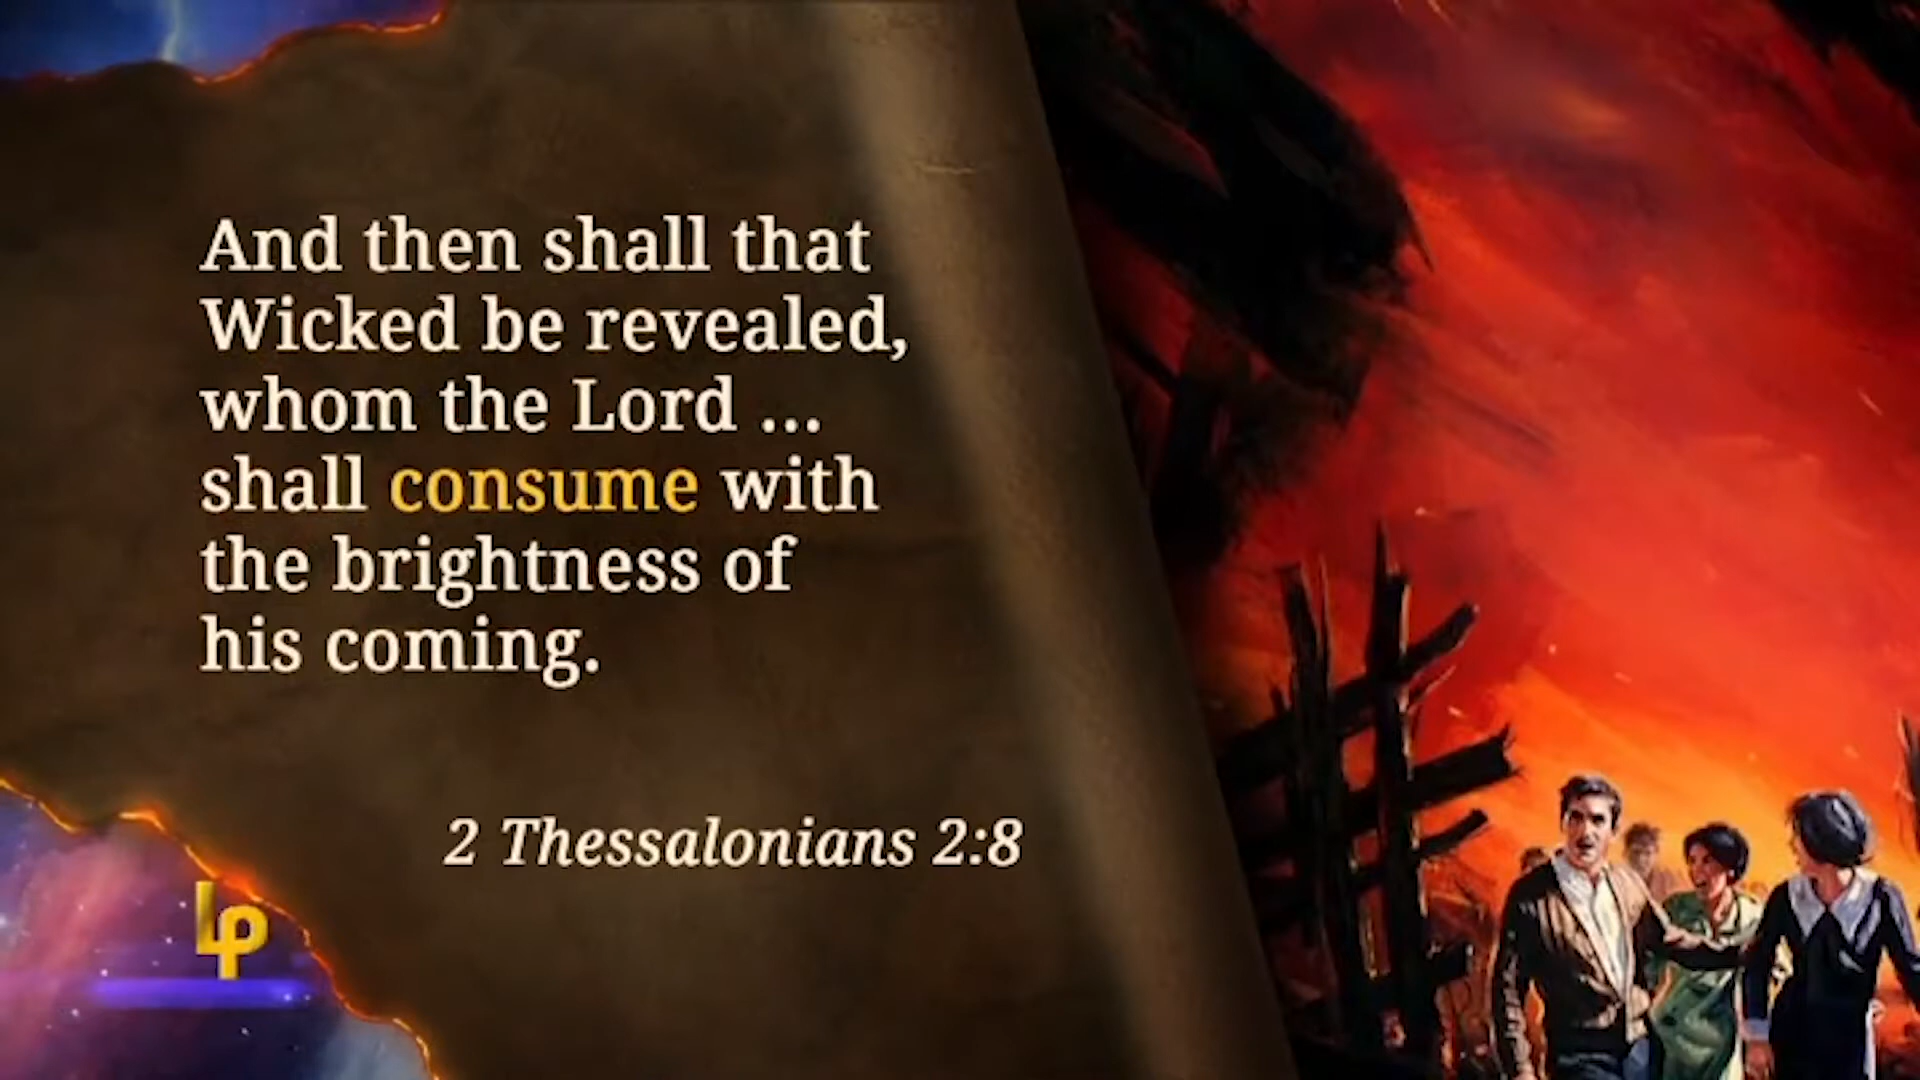 And then shall that
Wicked be revealed,
whom the Lord ...
shall consume with
the brightness of
his coming.
2 Thessalonians 2:8
LP